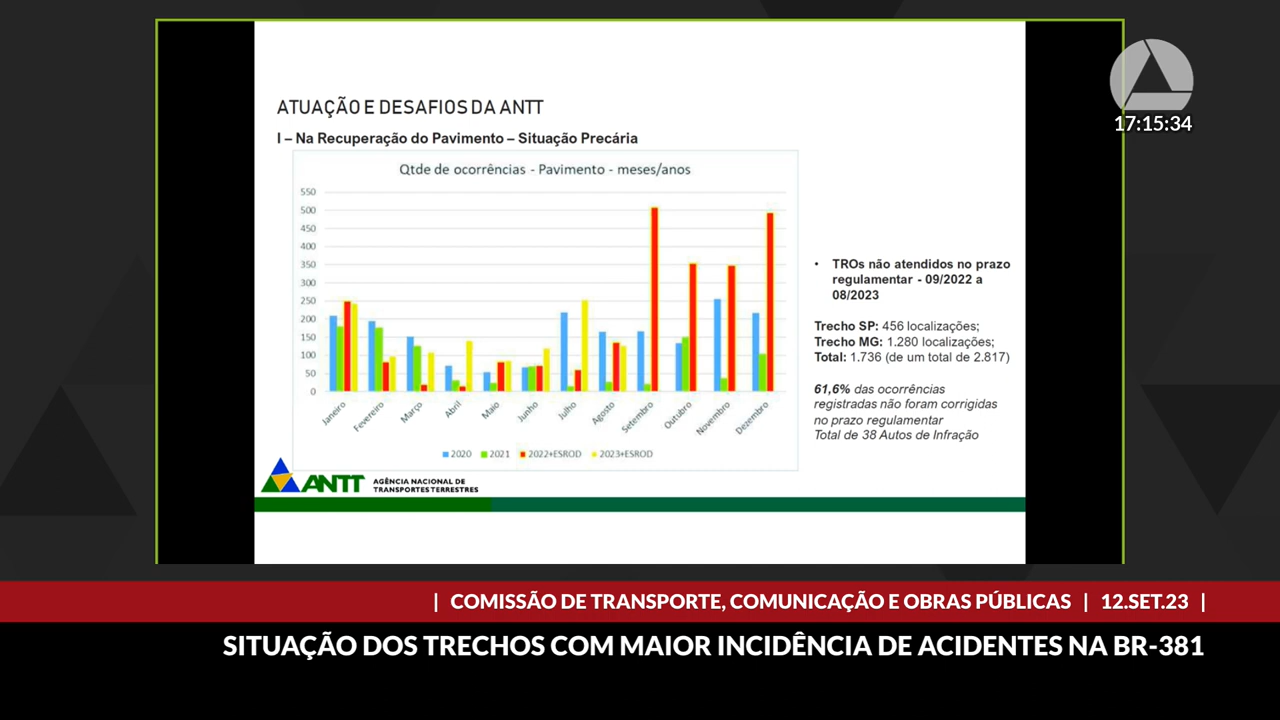 17:15:34
ATUAÇÃO E DESAFIOS DA ANTT
I – Na Recuperação do Pavimento – Situação Precária
Qtde de ocorrências - Pavimento - meses/anos
550
500
450
400
350
300
250
200
150
100
50
0
Janeiro
Fevereiro
Março
Abril
Maio
Junho
Julho
Agosto
Setembro
Outubro
Novembro
Dezembro
2020 2021 2022+ESROD 2023+ESROD
• TROs não atendidos no prazo
regulamentar - 09/2022 a
08/2023
Trecho SP: 456 localizações;
Trecho MG: 1.280 localizações;
Total: 1.736 (de um total de 2.817)
61,6% das ocorrências
registradas não foram corrigidas
no prazo regulamentar
Total de 38 Autos de Infração
ANTT
AGÊNCIA NACIONAL DE
TRANSPORTES TERRESTRES
| COMISSÃO DE TRANSPORTE, COMUNICAÇÃO E OBRAS PÚBLICAS | 12.SET.23 |
SITUAÇÃO DOS TRECHOS COM MAIOR INCIDÊNCIA DE ACIDENTES NA BR-381